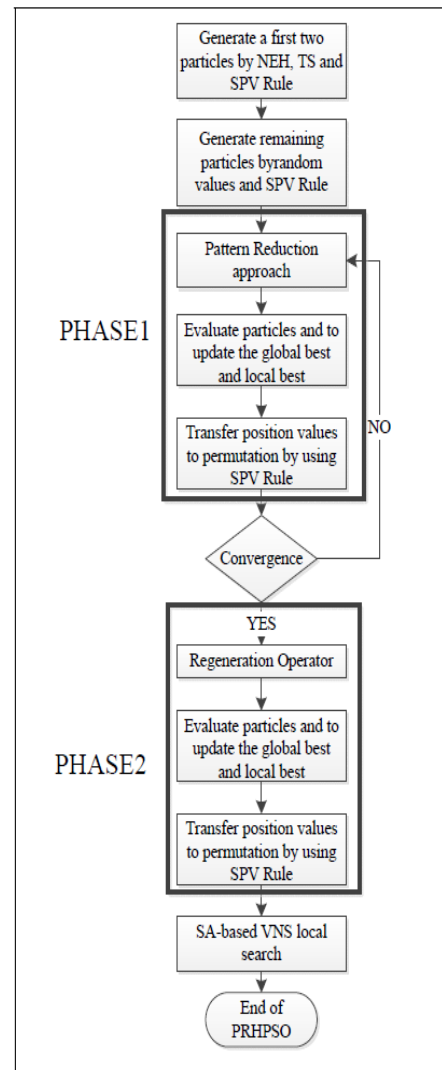 Generate a first two
particles by NEH, TS and
SPV Rule
Generate remaining
particles byrandom
values and SPV Rule
PHASE1
Pattern Reduction
approach
Evaluate particles and to
update the global best
and local best
NO
Transfer position values
to permutation by using
SPV Rule
Convergence
YES
Regeneration Operator
PHASE2
Evaluate particles and to
update the global best
and local best
Transfer position values
to permutation by using
SPV Rule
SA-based VNS local
search
End of
PRHPSO